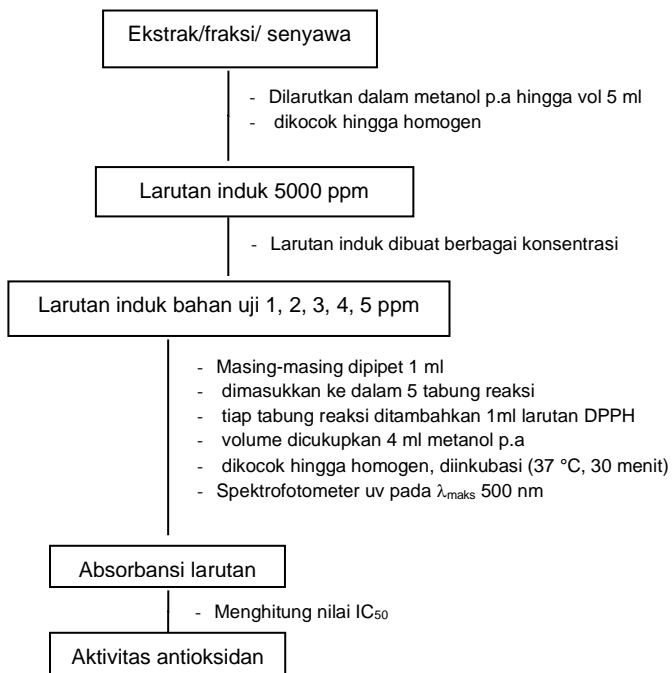 Ekstrak/fraksi/ senyawa
- Dilarutkan dalam metanol p.a hingga vol 5 ml
- dikocok hingga homogen
Larutan induk 5000 ppm
- Larutan induk dibuat berbagai konsentrasi
Larutan induk bahan uji 1, 2, 3, 4, 5 ppm
- Masing-masing dipipet 1 ml
- dimasukkan ke dalam 5 tabung reaksi
- tiap tabung reaksi ditambahkan 1ml larutan DPPH
- volume dicukupkan 4 ml metanol p.a
- dikocok hingga homogen, diinkubasi (37 °C, 30 menit)
- Spektrofotometer uv pada λmaks 500 nm
Absorbansi larutan
- Menghitung nilai IC50
Aktivitas antioksidan